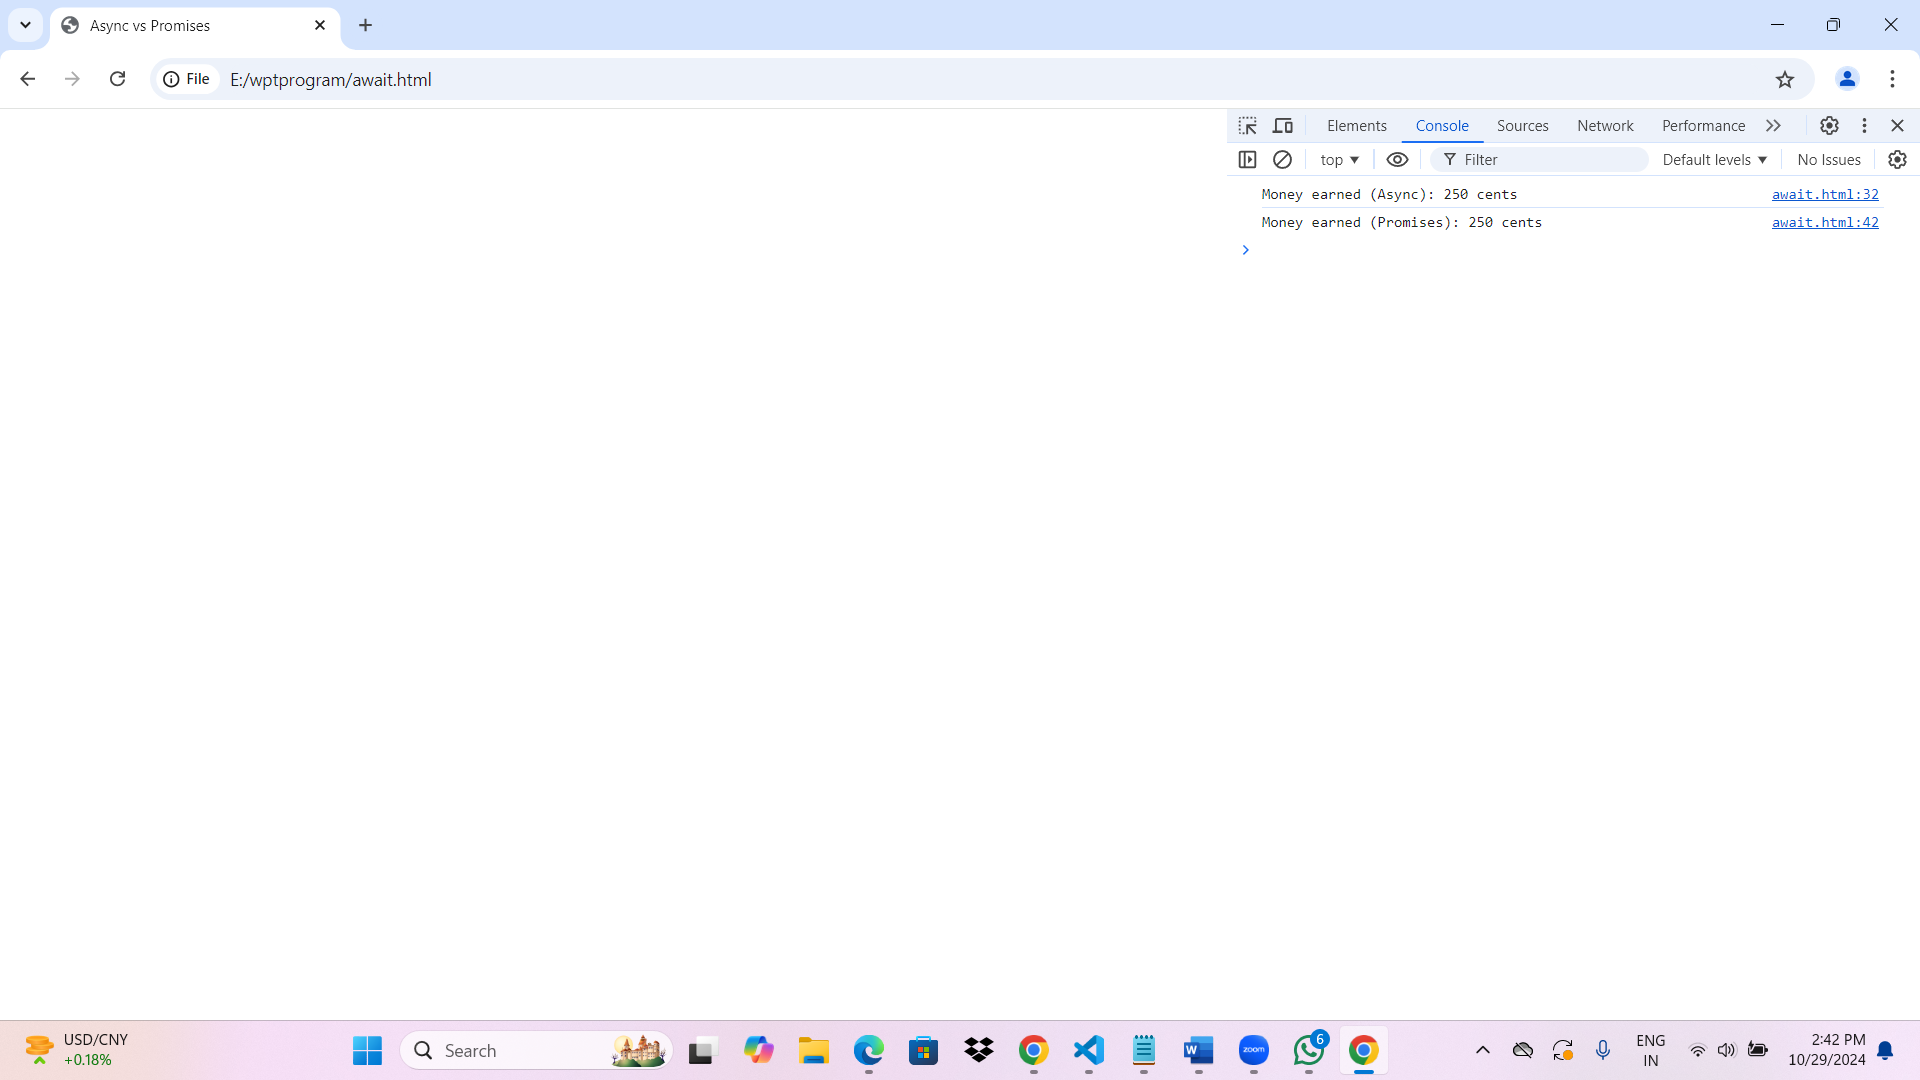 Async vs Promises
File E:/wptprogram/await.html
Elements Console Sources Network Performance
top Filter Default levels No Issues
Money earned (Async): 250 cents await.html:32
Money earned (Promises): 250 cents await.html:42
USD/CNY
+0.18%
Search
W
zoom
6
ENG
IN
2:42 PM
10/29/2024